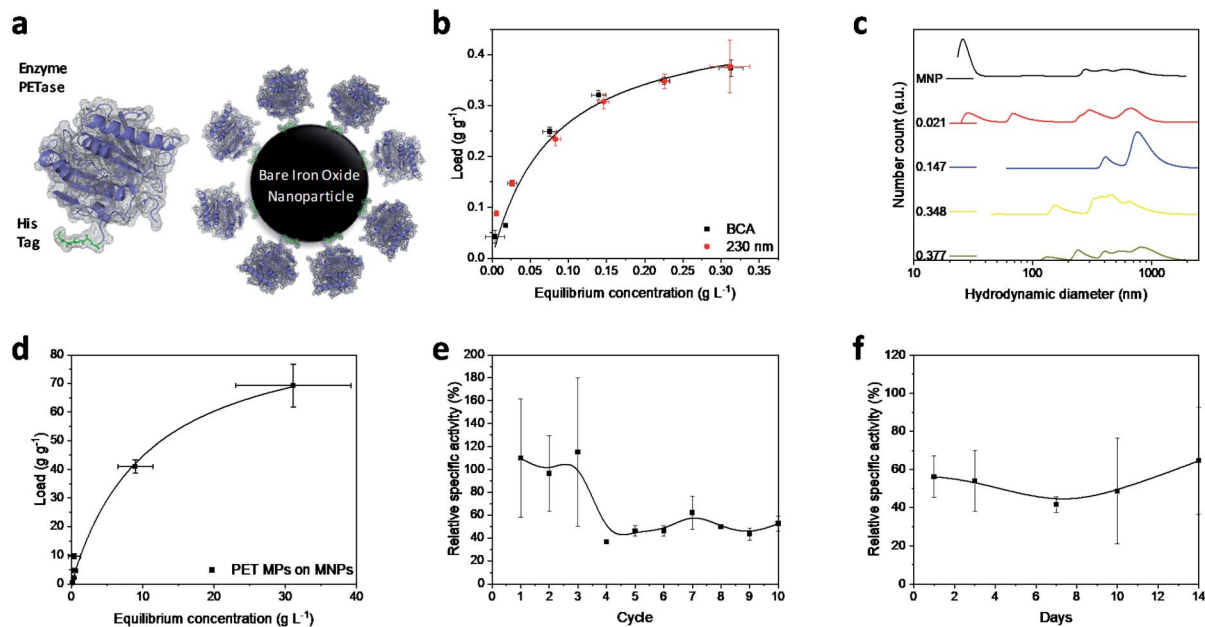 a
Enzyme
PETase
His
Tag
Bare Iron Oxide
Nanoparticle
b
Load (g g-1)
0.4
0.3
0.2
0.1
0.0
0.00 0.05 0.10 0.15 0.20 0.25 0.30 0.35
Equilibrium concentration (g L-1)
BCA
230 nm
c
Number count (a.u.)
MNP
0.021
0.147
0.348
0.377
10 100 1000
Hydrodynamic diameter (nm)
d
Load (g g-1)
80
70
60
50
40
30
20
10
0
0 10 20 30 40
Equilibrium concentration (g L-1)
PET MPs on MNPs
e
Relative specific activity (%)
200
180
160
140
120
100
80
60
40
20
0
1 2 3 4 5 6 7 8 9 10
Cycle
f
Relative specific activity (%)
120
100
80
60
40
20
0
0 2 4 6 8 10 12 14
Days